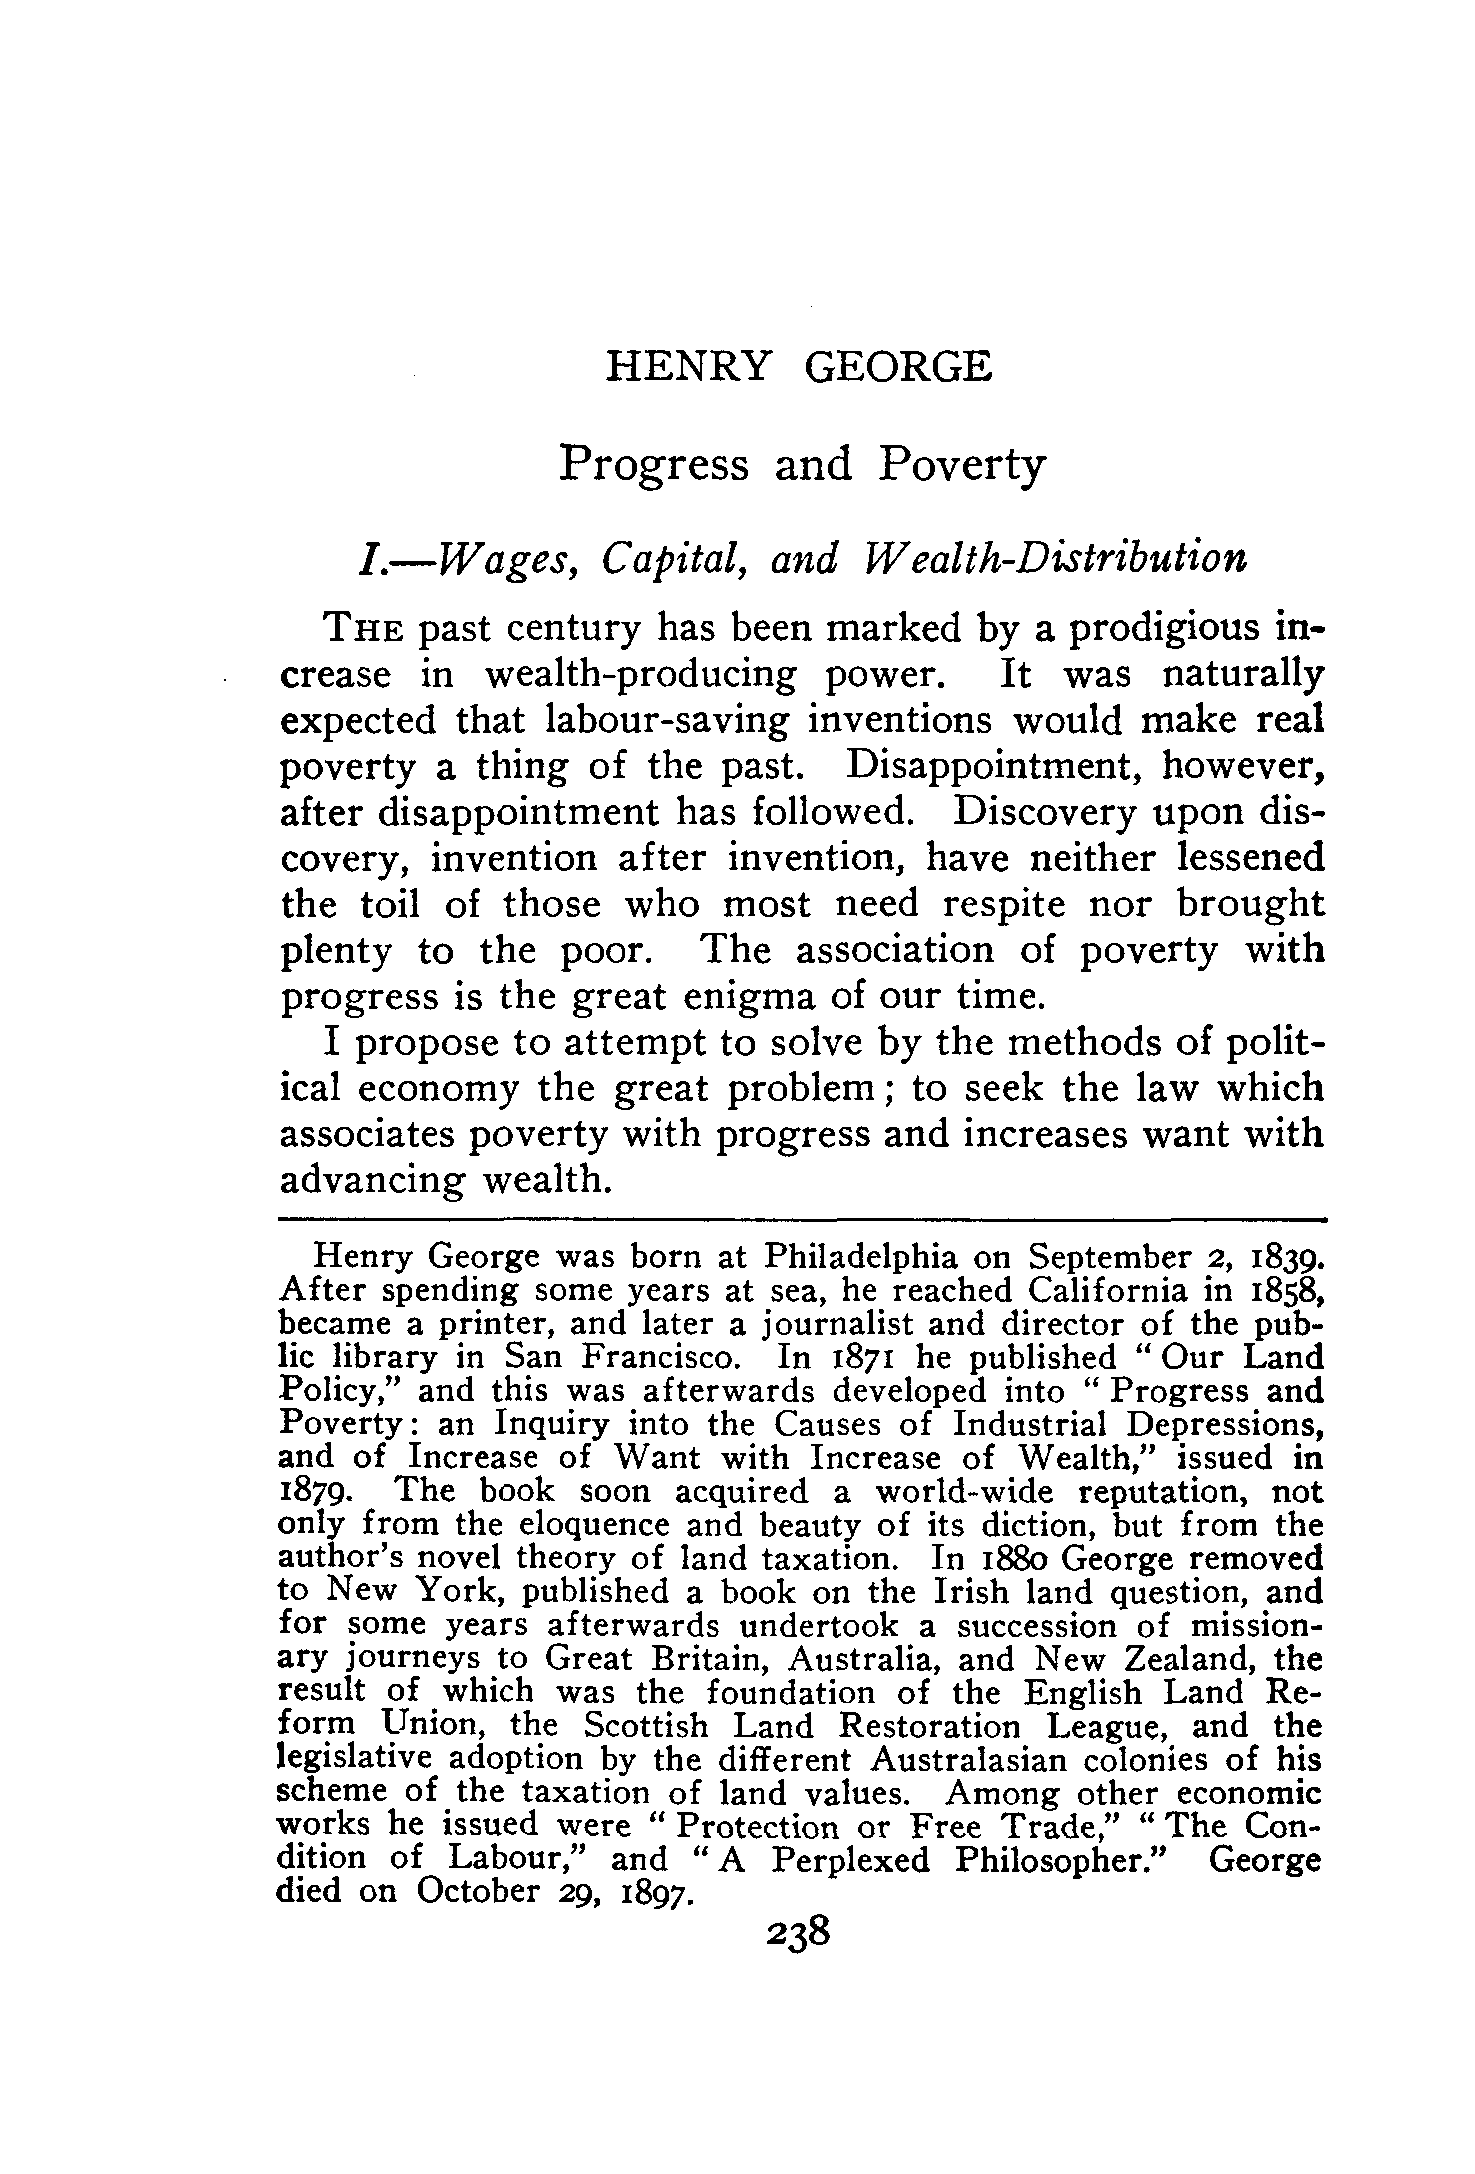 HENRY GEORGE
Progress and Poverty
I.—Wages, Capital, and Wealth-Distribution
THE past century has been marked by a prodigious in-
crease in wealth-producing power. It was naturally
expected that labour-saving inventions would make real
poverty a thing of the past. Disappointment, however,
after disappointment has followed. Discovery upon dis-
covery, invention after invention, have neither lessened
the toil of those who most need respite nor brought
plenty to the poor. The association of poverty with
progress is the great enigma of our time.
I propose to attempt to solve by the methods of polit-
ical economy the great problem; to seek the law which
associates poverty with progress and increases want with
advancing wealth.
Henry George was born at Philadelphia on September 2, 1839.
After spending some years at sea, he reached California in 1858,
became a printer, and later a journalist and director of the pub-
lic library in San Francisco. In 1871 he published “Our Land
Policy,” and this was afterwards developed into “Progress and
Poverty: an Inquiry into the Causes of Industrial Depressions,
and of Increase of Want with Increase of Wealth,” issued in
1879. The book soon acquired a world-wide reputation, not
only from the eloquence and beauty of its diction, but from the
author’s novel theory of land taxation. In 1880 George removed
to New York, published a book on the Irish land question, and
for some years afterwards undertook a succession of mission-
ary journeys to Great Britain, Australia, and New Zealand, the
result of which was the foundation of the English Land Re-
form Union, the Scottish Land Restoration League, and the
legislative adoption by the different Australasian colonies of his
scheme of the taxation of land values. Among other economic
works he issued were “Protection or Free Trade,” “The Con-
dition of Labour,” and “A Perplexed Philosopher.” George
died on October 29, 1897.
238